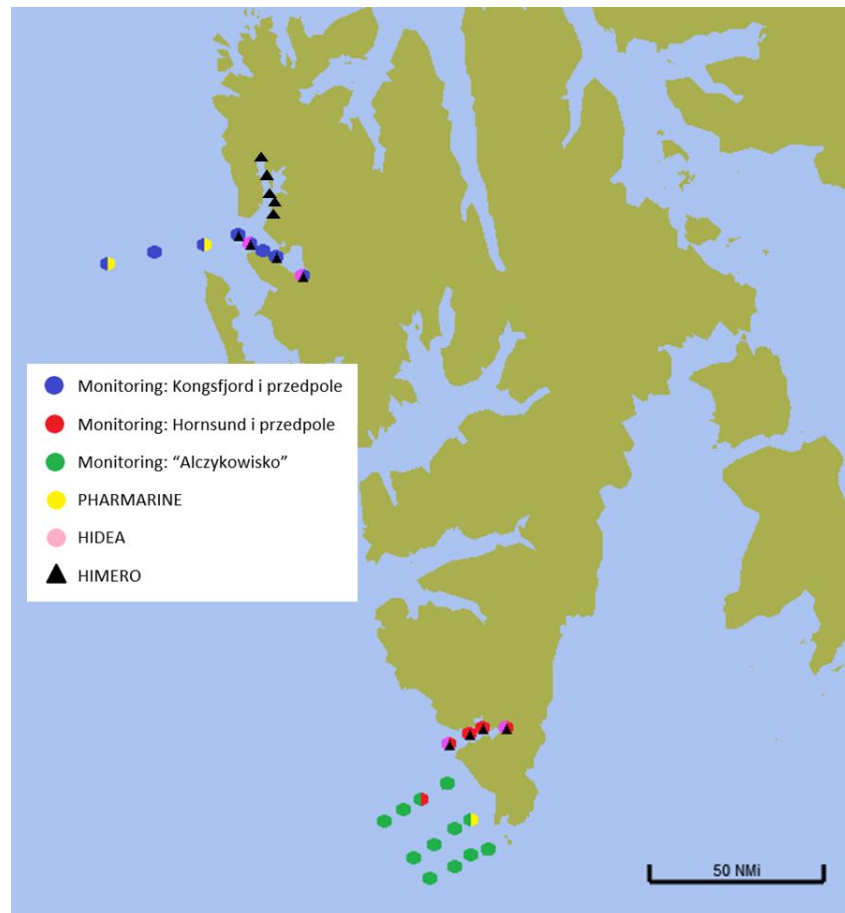 Monitoring: Kongsfjord i przedpole
Monitoring: Hornsund i przedpole
Monitoring: “Alczykowisko”
PHARMARINE
HIDEA
HIMERO
50 NMi